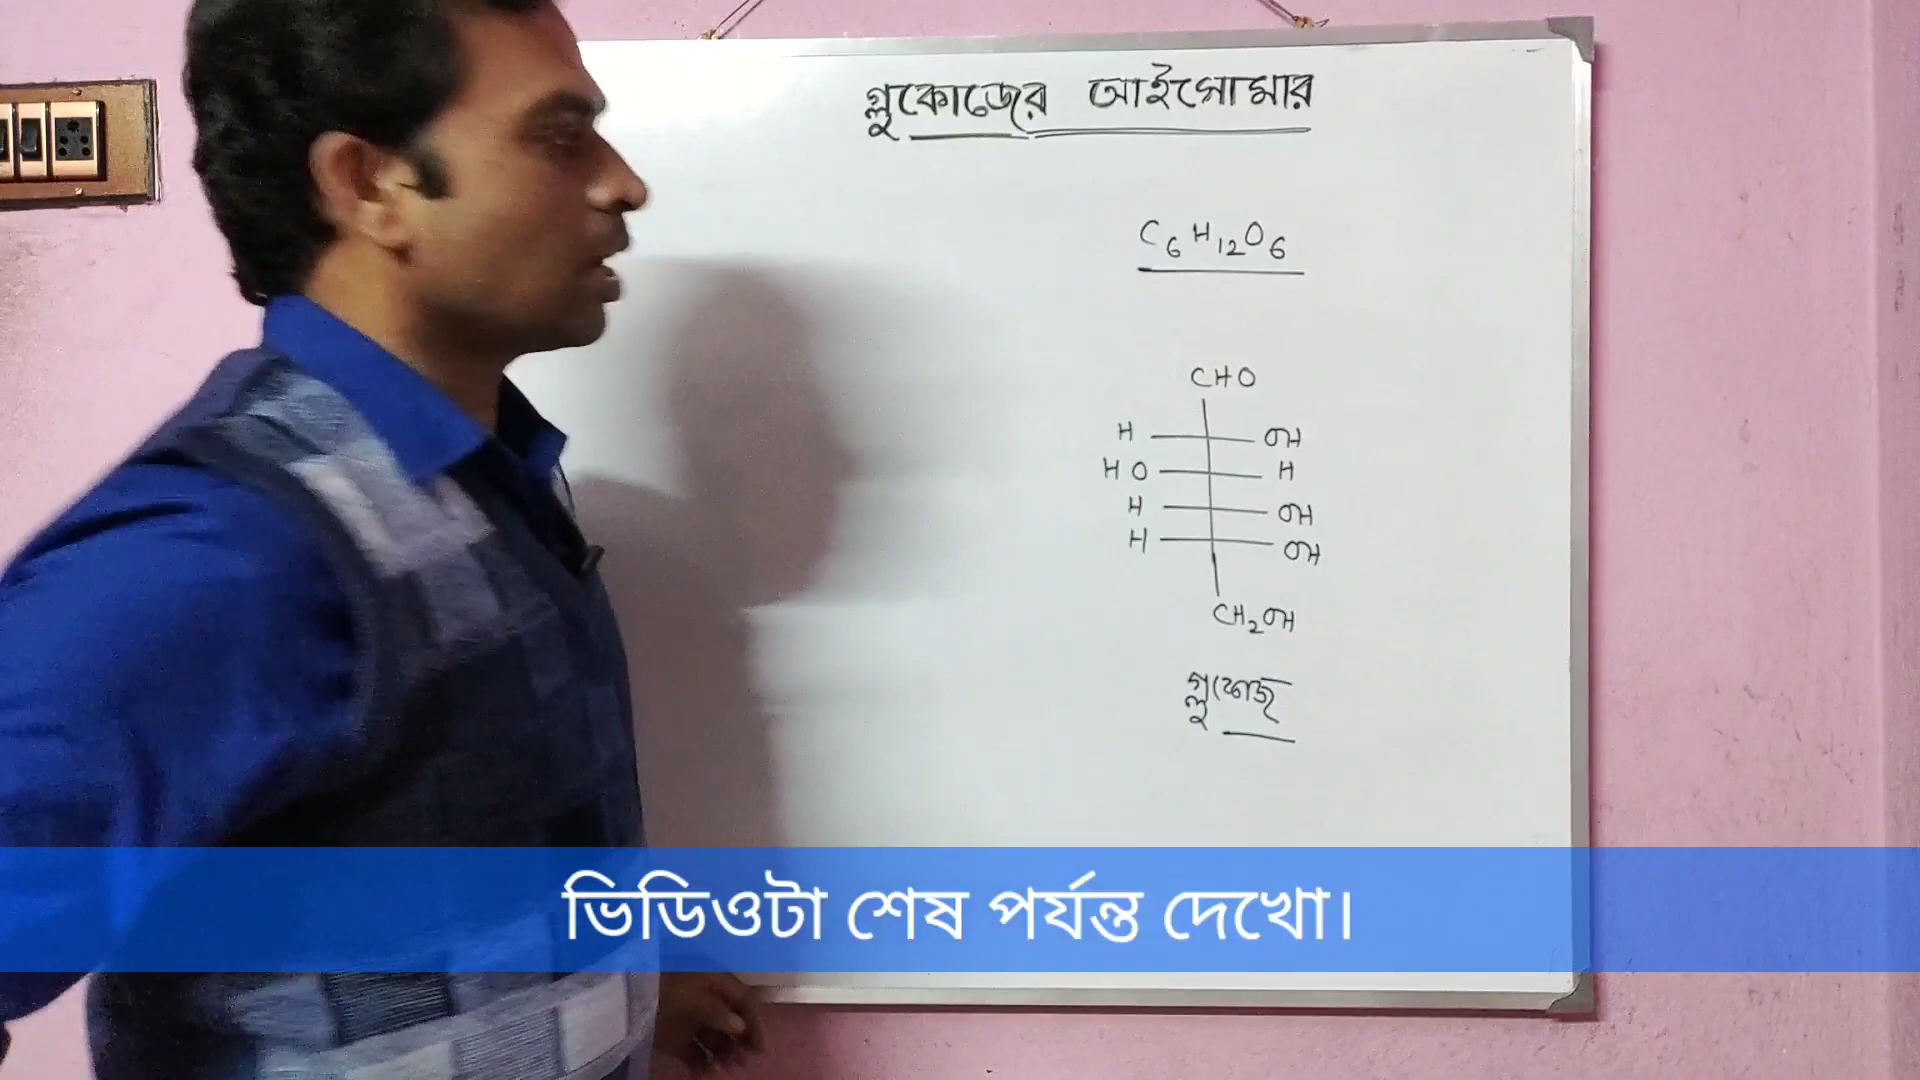 গ্লুকোজের আইসোমার
C6H12O6
CHO
H OH
HO H
H OH
H OH
CH2OH
গ্লুকোজ
ভিডিওটা শেষ পর্যন্ত দেখো।